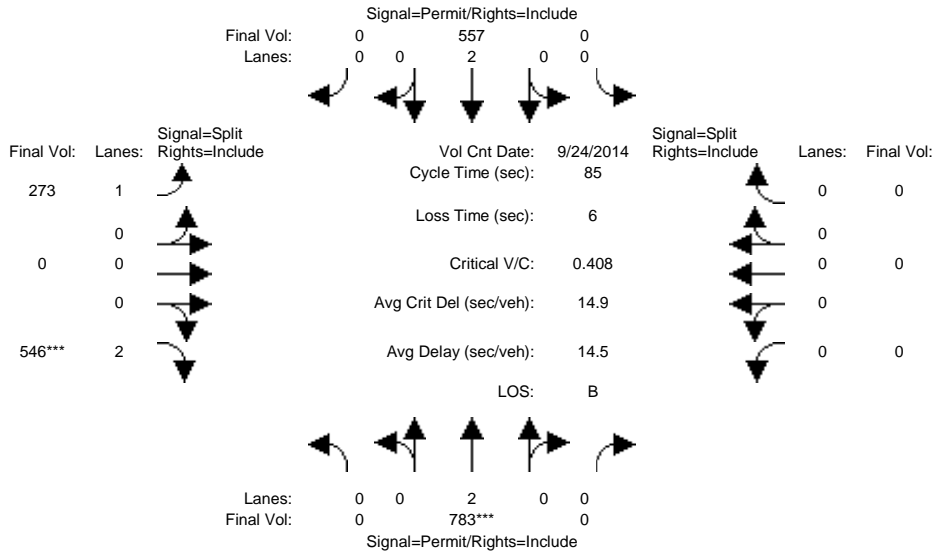 Signal=Permit/Rights=Include
Final Vol: 0 557 0
Lanes: 0 0 2 0 0
Signal=Split Signal=Split
Final Vol: Lanes: Rights=Include Vol Cnt Date: 9/24/2014 Rights=Include Lanes: Final Vol:
Cycle Time (sec): 85
273 1 0 0
Loss Time (sec): 6
0 0
0 0 Critical V/C: 0.408 0 0
0 Avg Crit Del (sec/veh): 14.9 0
546*** 2 Avg Delay (sec/veh): 14.5 0 0
LOS: B
Lanes: 0 0 2 0 0
Final Vol: 0 783*** 0
Signal=Permit/Rights=Include